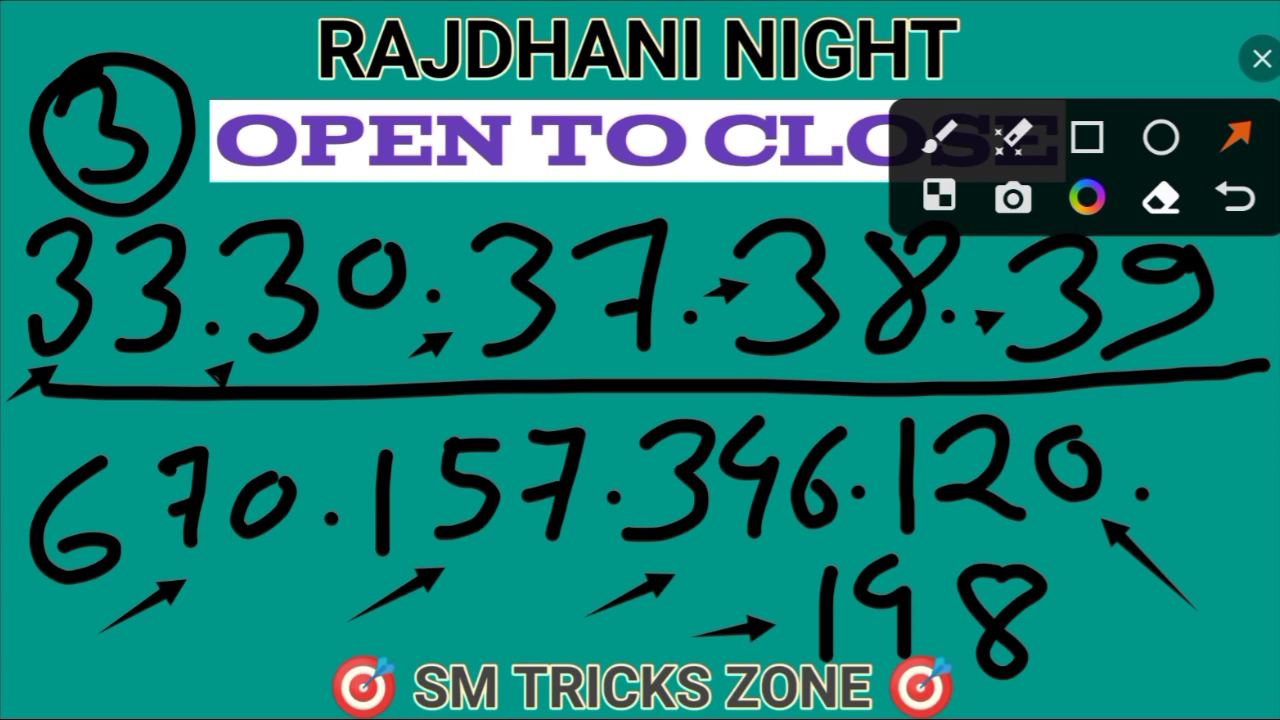 RAJDHANI NIGHT
3
OPEN TO CLOSE
33.30.37.38.39
670.157.346.120.
198
🎯 SM TRICKS ZONE 🎯